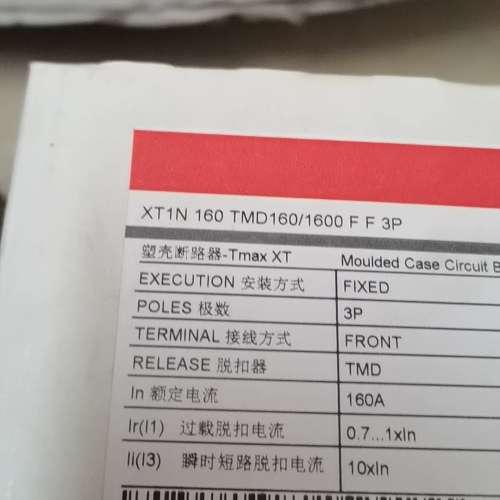 XT1N 160 TMD160/1600 F F 3P
塑壳断路器-Tmax XT Moulded Case Circuit B
EXECUTION 安装方式 FIXED
POLES 极数 3P
TERMINAL 接线方式 FRONT
RELEASE 脱扣器 TMD
In 额定电流 160A
Ir(I1) 过载脱扣电流 0.7...1xIn
Ii(I3) 瞬时短路脱扣电流 10xIn